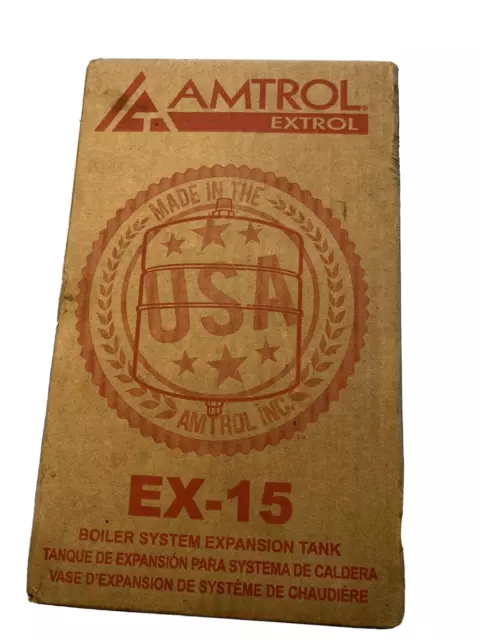 AMTROL®
EXTROL
MADE IN THE
USA
AMTROL INC.
EX-15
BOILER SYSTEM EXPANSION TANK
TANQUE DE EXPANSIÓN PARA SYSTEMA DE CALDERA
VASE D'EXPANSION DE SYSTÉME DE CHAUDIÈRE